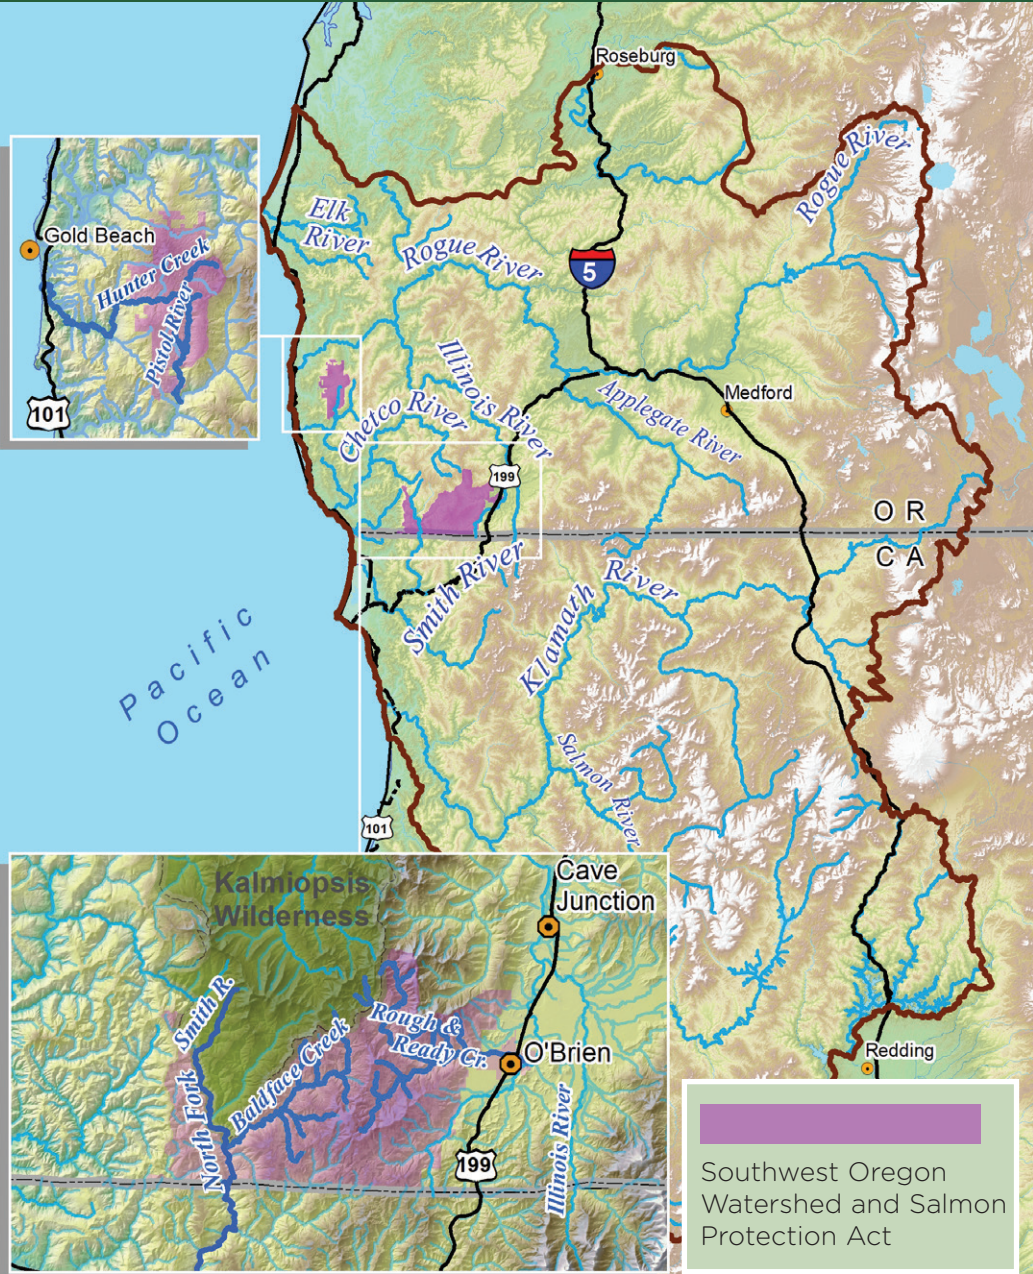 Roseburg
Rogue River
Elk
River
Rogue River
5
Gold Beach
Hunter Creek
Pistol River
101
Illinois River
Chetco River
Applegate River
Medford
199
O R
C A
Smith River
Klamath River
Pacific
Ocean
Salmon River
101
Kalmiopsis
Wilderness
Cave
Junction
Smith R.
North Fork
Baldface Creek
Rough &
Ready Cr.
O'Brien
Illinois River
199
Redding
Southwest Oregon
Watershed and Salmon
Protection Act